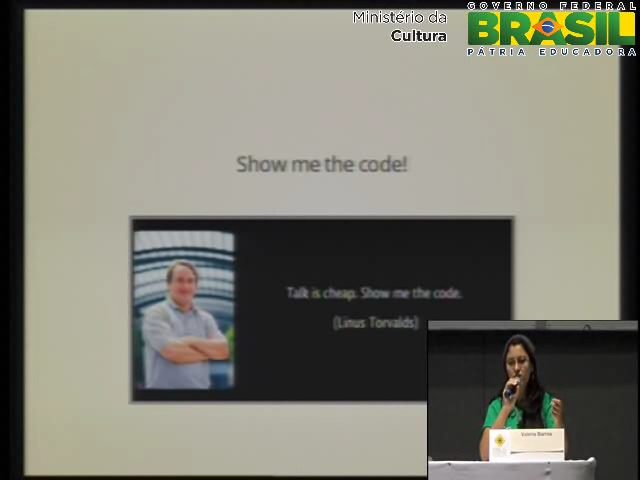 Ministério da
Cultura
GOVERNO FEDERAL
BRASIL
PÁTRIA EDUCADORA
Show me the code!
Talk is cheap. Show me the code.
(Linus Torvalds)